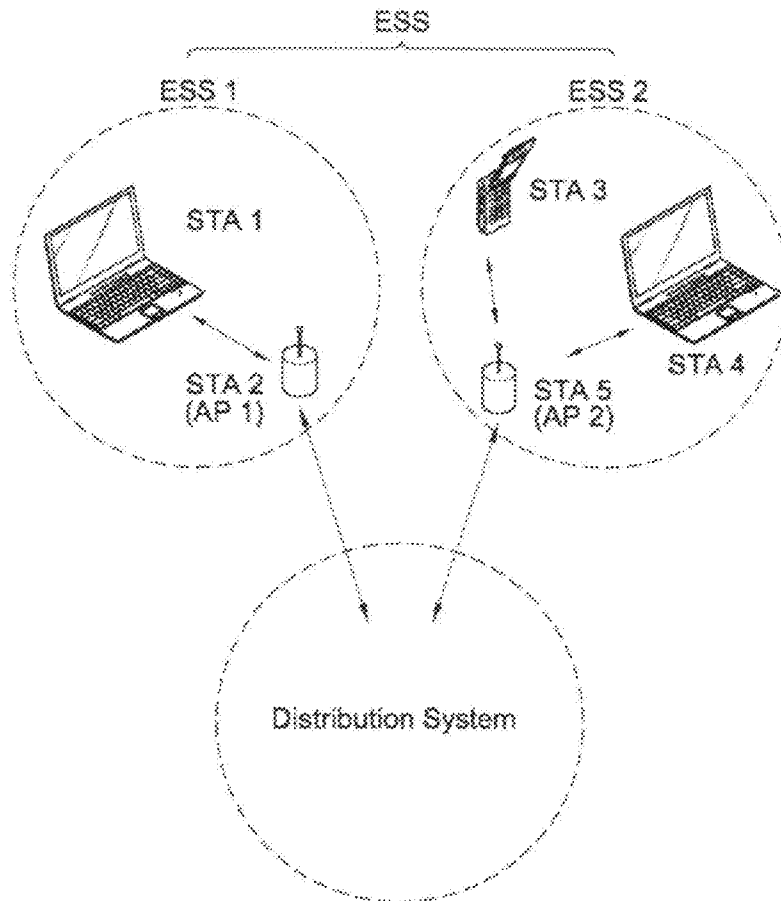 ESS
ESS 1
ESS 2
STA 1
STA 3
STA 2
(AP 1)
STA 5
(AP 2)
STA 4
Distribution System